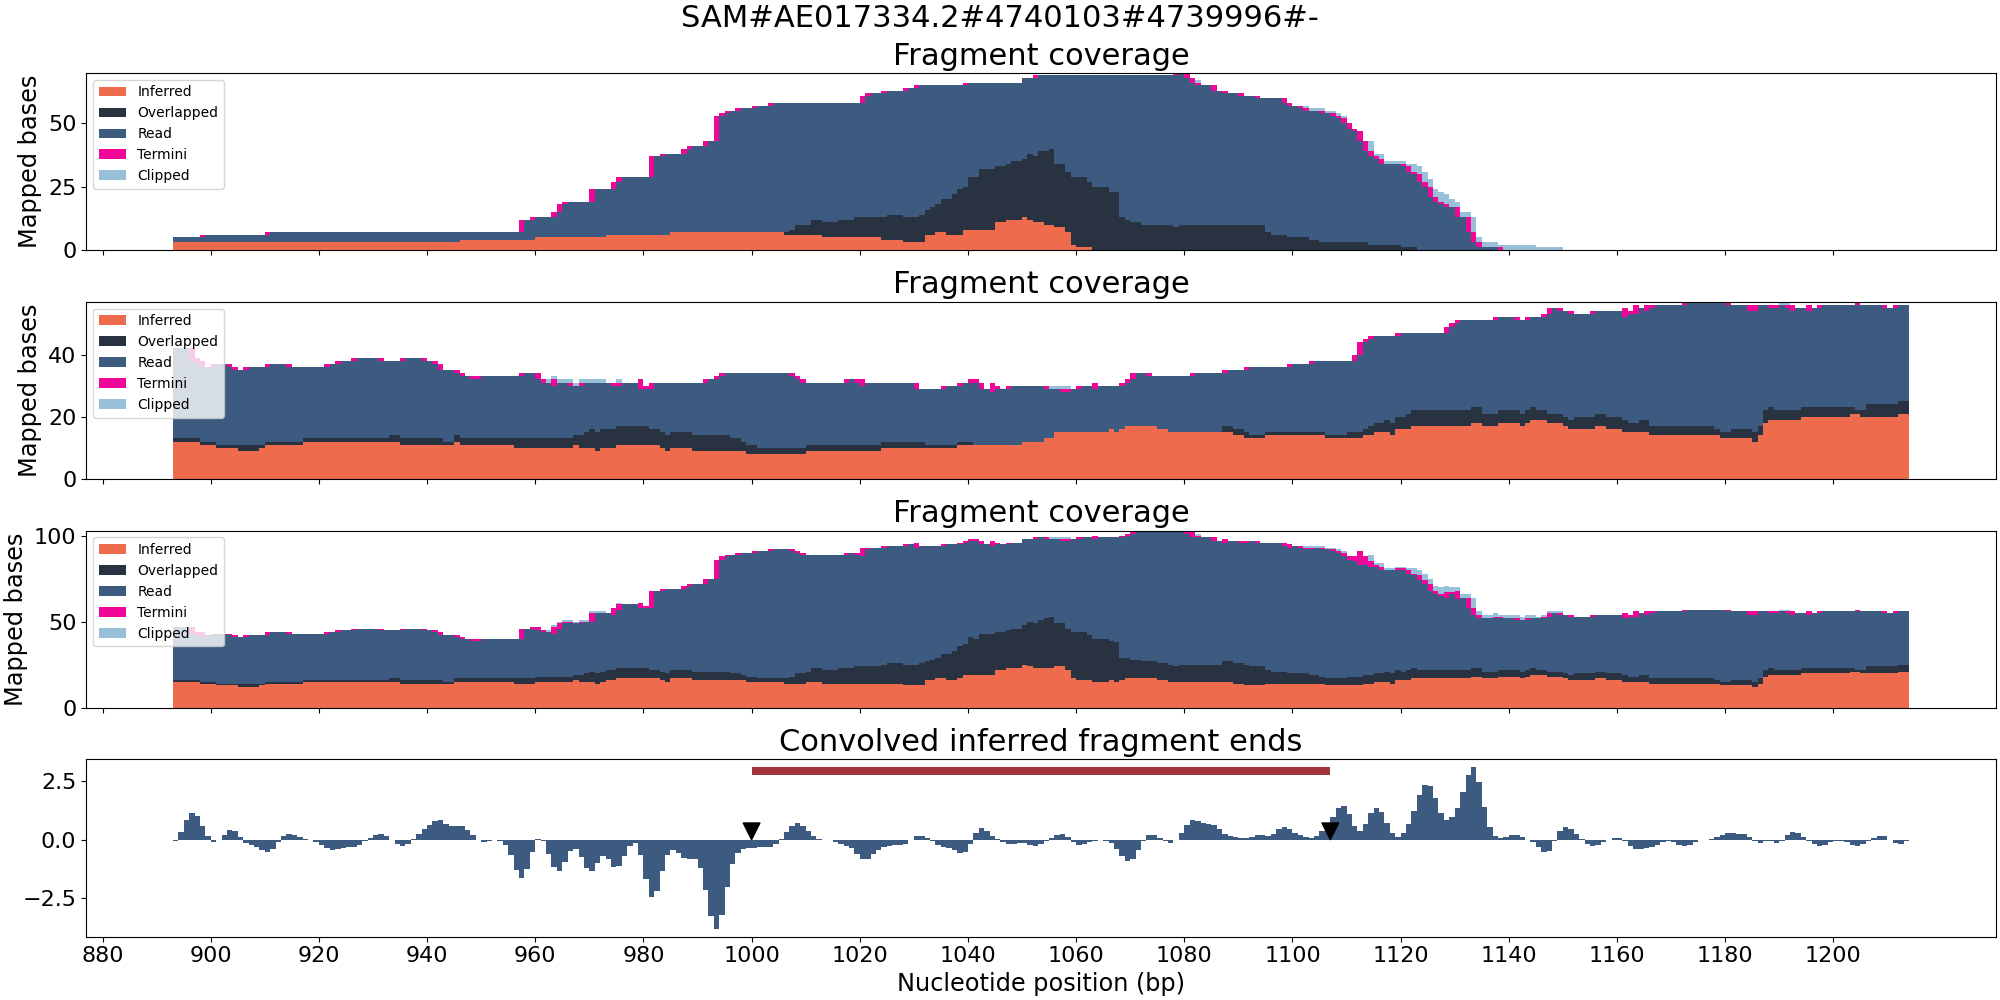 SAM#AE017334.2#4740103#4739996#-
Fragment coverage
Mapped bases
50
25
0
Inferred
Overlapped
Read
Termini
Clipped
Fragment coverage
Mapped bases
40
20
0
Inferred
Overlapped
Read
Termini
Clipped
Fragment coverage
Mapped bases
100
50
0
Inferred
Overlapped
Read
Termini
Clipped
Convolved inferred fragment ends
2.5
0.0
−2.5
880 900 920 940 960 980 1000 1020 1040 1060 1080 1100 1120 1140 1160 1180 1200
Nucleotide position (bp)